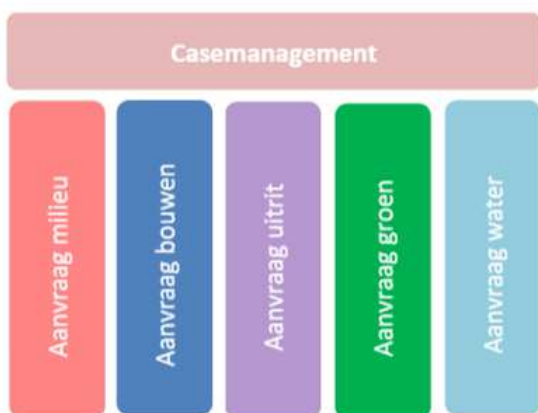 Casemanagement
Aanvraag milieu
Aanvraag bouwen
Aanvraag uitrit
Aanvraag groen
Aanvraag water